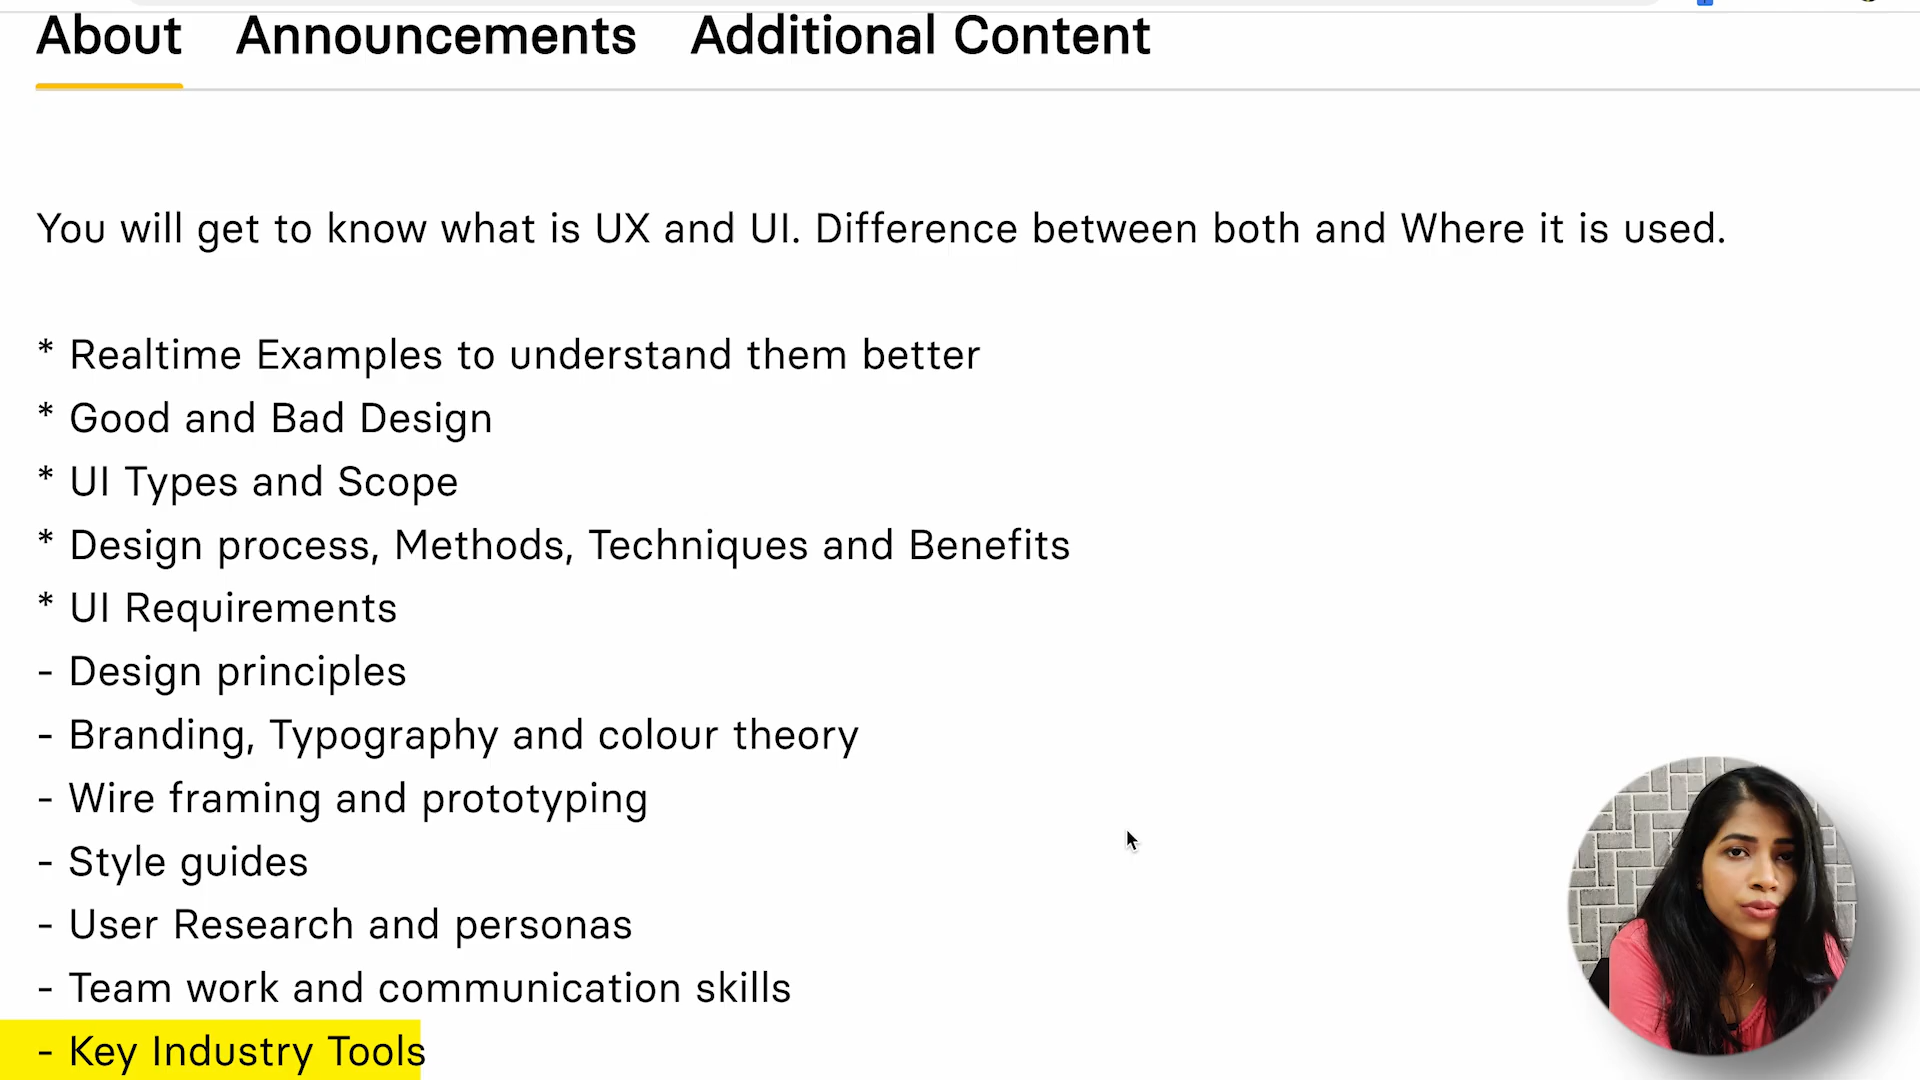 About Announcements Additional Content
You will get to know what is UX and UI. Difference between both and Where it is used.
* Realtime Examples to understand them better
* Good and Bad Design
* UI Types and Scope
* Design process, Methods, Techniques and Benefits
* UI Requirements
- Design principles
- Branding, Typography and colour theory
- Wire framing and prototyping
- Style guides
- User Research and personas
- Team work and communication skills
- Key Industry Tools